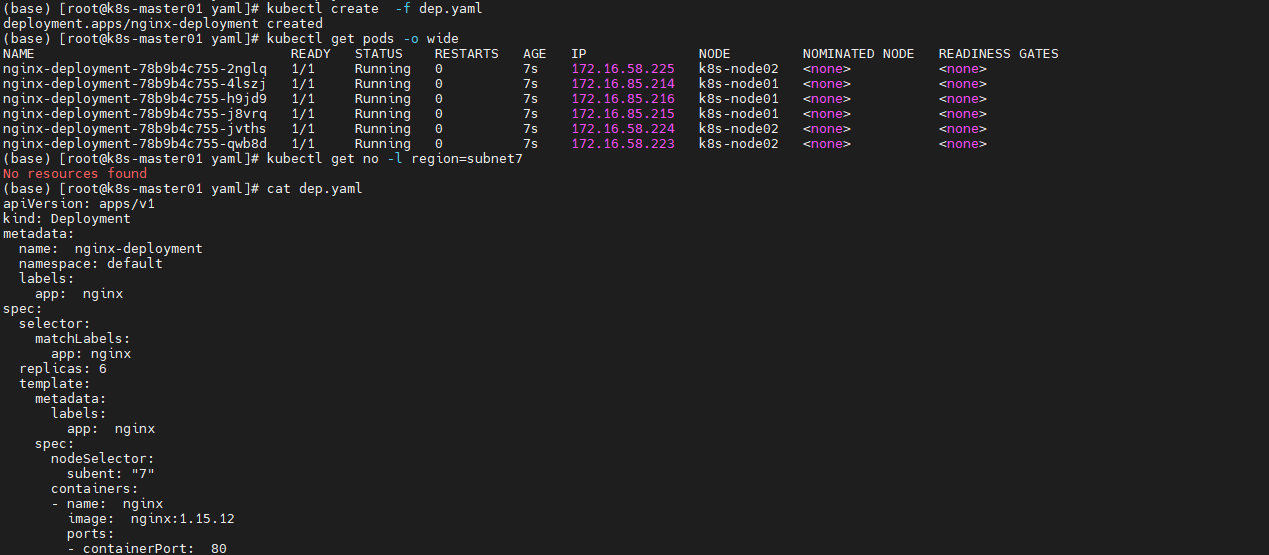 (base) [root@k8s-master01 yaml]# kubectl create  -f dep.yaml
deployment.apps/nginx-deployment created
(base) [root@k8s-master01 yaml]# kubectl get pods -o wide
NAME                                READY   STATUS    RESTARTS   AGE   IP              NODE         NOMINATED NODE   READINESS GATES
nginx-deployment-78b9b4c755-2nglq   1/1     Running   0          7s    172.16.58.225   k8s-node02   <none>           <none>
nginx-deployment-78b9b4c755-4lszj   1/1     Running   0          7s    172.16.85.214   k8s-node01   <none>           <none>
nginx-deployment-78b9b4c755-h9jd9   1/1     Running   0          7s    172.16.85.216   k8s-node01   <none>           <none>
nginx-deployment-78b9b4c755-j8vrq   1/1     Running   0          7s    172.16.85.215   k8s-node01   <none>           <none>
nginx-deployment-78b9b4c755-jvths   1/1     Running   0          7s    172.16.58.224   k8s-node02   <none>           <none>
nginx-deployment-78b9b4c755-qwb8d   1/1     Running   0          7s    172.16.58.223   k8s-node02   <none>           <none>
(base) [root@k8s-master01 yaml]# kubectl get no -l region=subnet7
No resources found
(base) [root@k8s-master01 yaml]# cat dep.yaml
apiVersion: apps/v1
kind: Deployment
metadata:
  name:  nginx-deployment
  namespace: default
  labels:
    app:  nginx
spec:
  selector:
    matchLabels:
      app: nginx
  replicas: 6
  template:
    metadata:
      labels:
        app:  nginx
    spec:
      nodeSelector:
        subent: "7"
      containers:
      - name:  nginx
        image:  nginx:1.15.12
        ports:
        - containerPort:  80